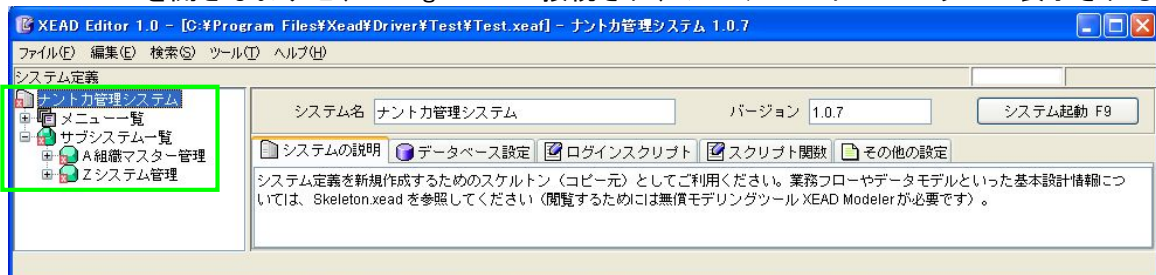 XEAD Editor 1.0 - [C:¥Program Files¥Xead¥Driver¥Test¥Test.xeaf] - ナントカ管理システム 1.0.7
ファイル(F) 編集(E) 検索(S) ツール(T) ヘルプ(H)
システム定義
ナントカ管理システム
メニュー一覧
サブシステム一覧
A 組織マスター管理
Z システム管理
システム名 ナントカ管理システム バージョン 1.0.7 システム起動 F9
システムの説明 データベース設定 ログインスクリプト スクリプト関数 その他の設定
システム定義を新規作成するためのスケルトン（コピー元）としてご利用ください。業務フローやデータモデルといった基本設計情報につ
いては、Skeleton.xead を参照してください（閲覧するためには無償モデリングツール XEAD Modelerが必要です）。